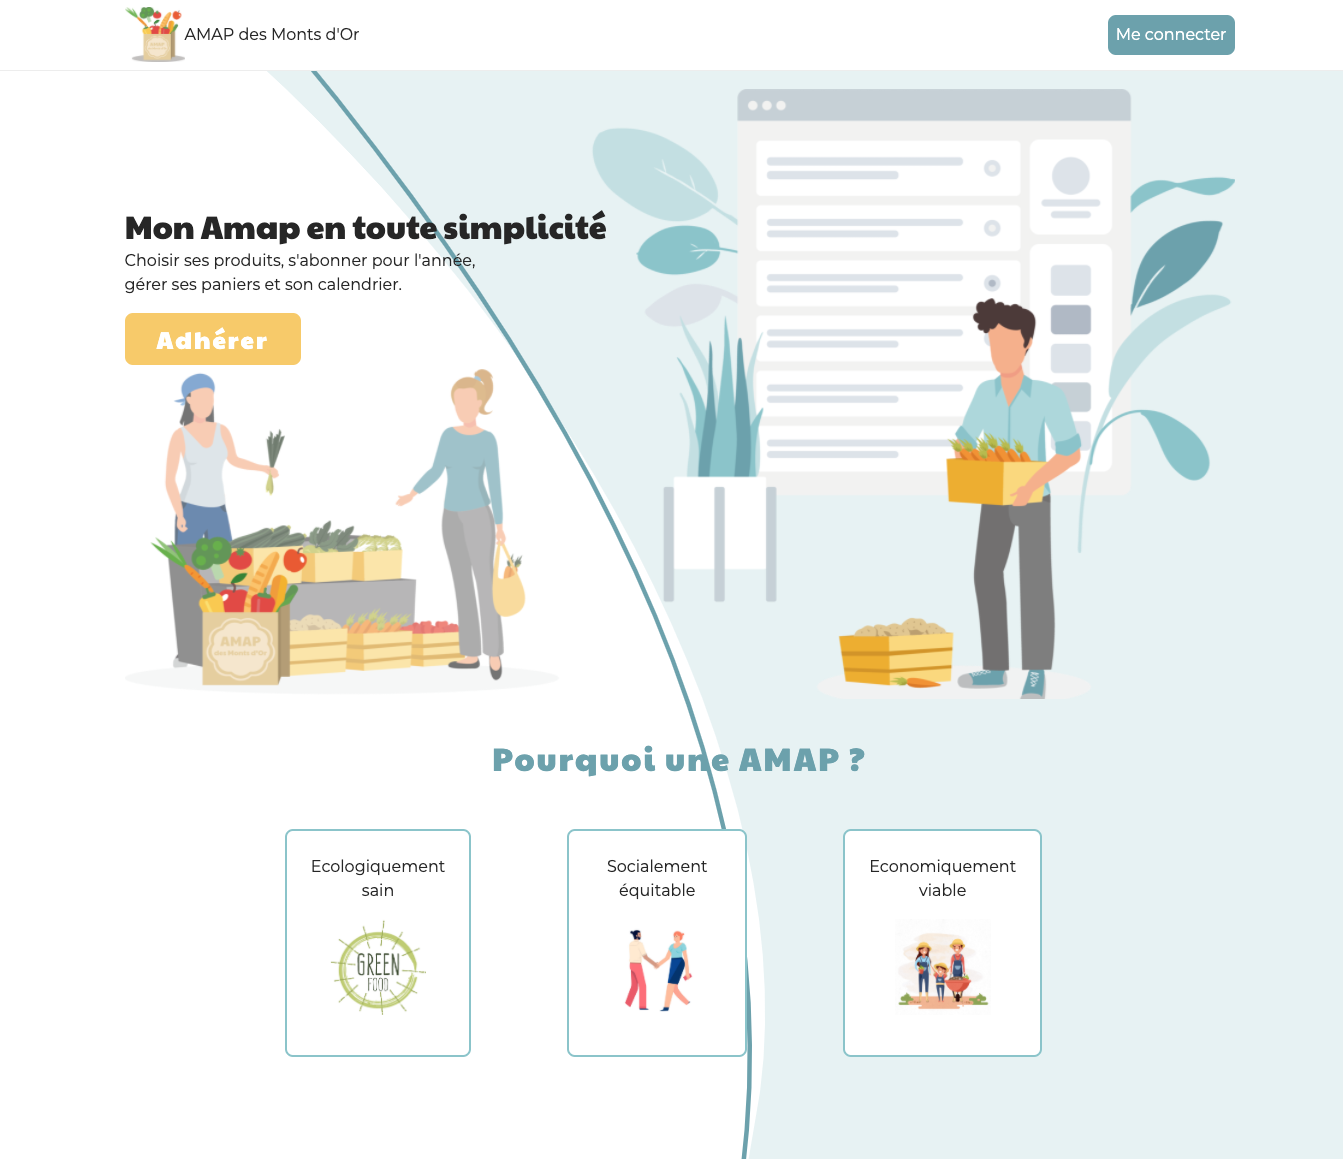 AMAP des Monts d'Or
Me connecter
Mon Amap en toute simplicité
Choisir ses produits, s'abonner pour l'année,
gérer ses paniers et son calendrier.
Adhérer
AMAP
des Monts d'Or
Pourquoi une AMAP ?
Ecologiquement
sain
GREEN
FOOD
Socialement
équitable
Economiquement
viable